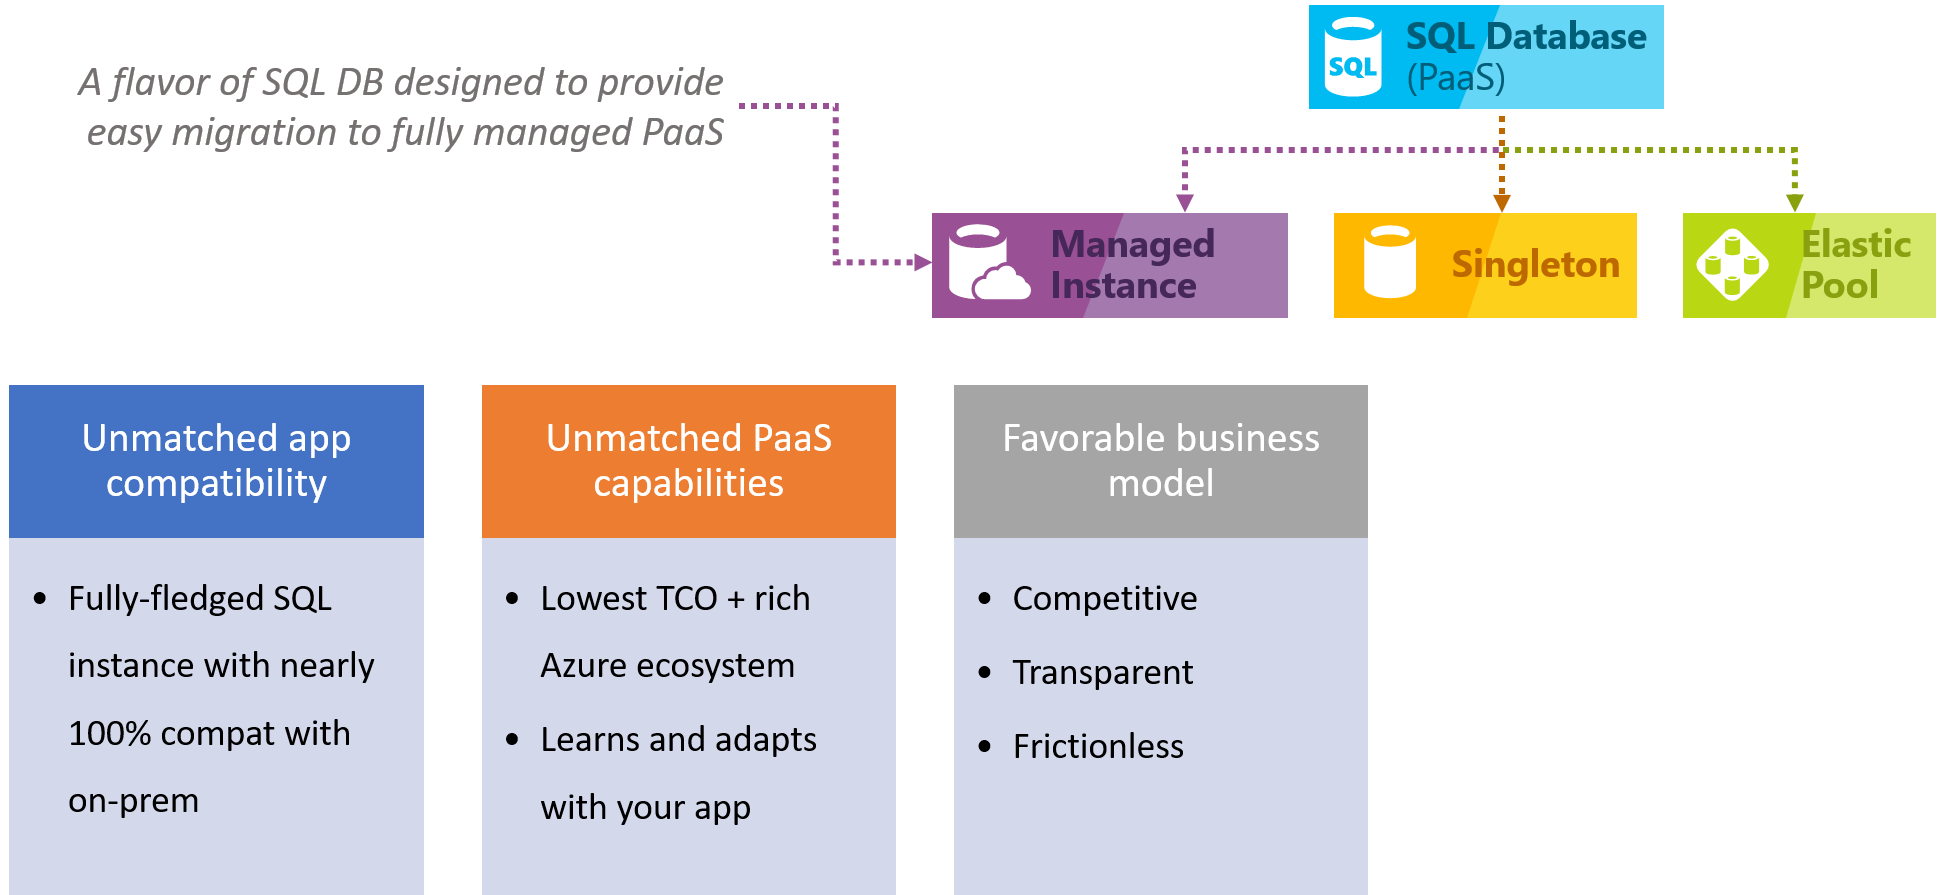 A flavor of SQL DB designed to provide
easy migration to fully managed PaaS
SQL
SQL Database
(PaaS)
Managed
Instance
Singleton
Elastic
Pool
Unmatched app
compatibility
• Fully-fledged SQL
instance with nearly
100% compat with
on-prem
Unmatched PaaS
capabilities
• Lowest TCO + rich
Azure ecosystem
• Learns and adapts
with your app
Favorable business
model
• Competitive
• Transparent
• Frictionless